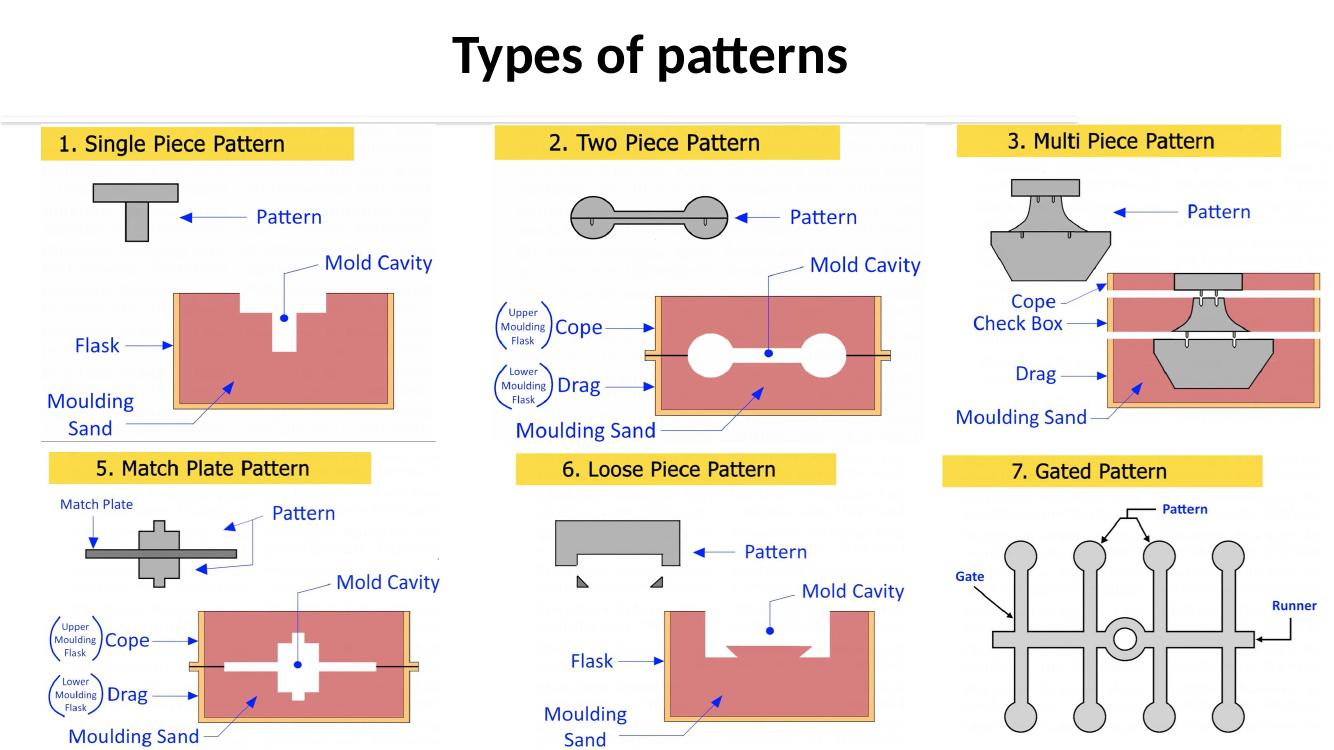 Types of patterns
1. Single Piece Pattern
Pattern
Mold Cavity
Flask
Moulding
Sand
2. Two Piece Pattern
Pattern
Mold Cavity
Upper
Moulding
Flask
Cope
Lower
Moulding
Flask
Drag
Moulding Sand
3. Multi Piece Pattern
Pattern
Cope
Check Box
Drag
Moulding Sand
5. Match Plate Pattern
Match Plate
Pattern
Mold Cavity
Upper
Moulding
Flask
Cope
Lower
Moulding
Flask
Drag
Moulding Sand
6. Loose Piece Pattern
Pattern
Mold Cavity
Flask
Moulding
Sand
7. Gated Pattern
Pattern
Gate
Runner